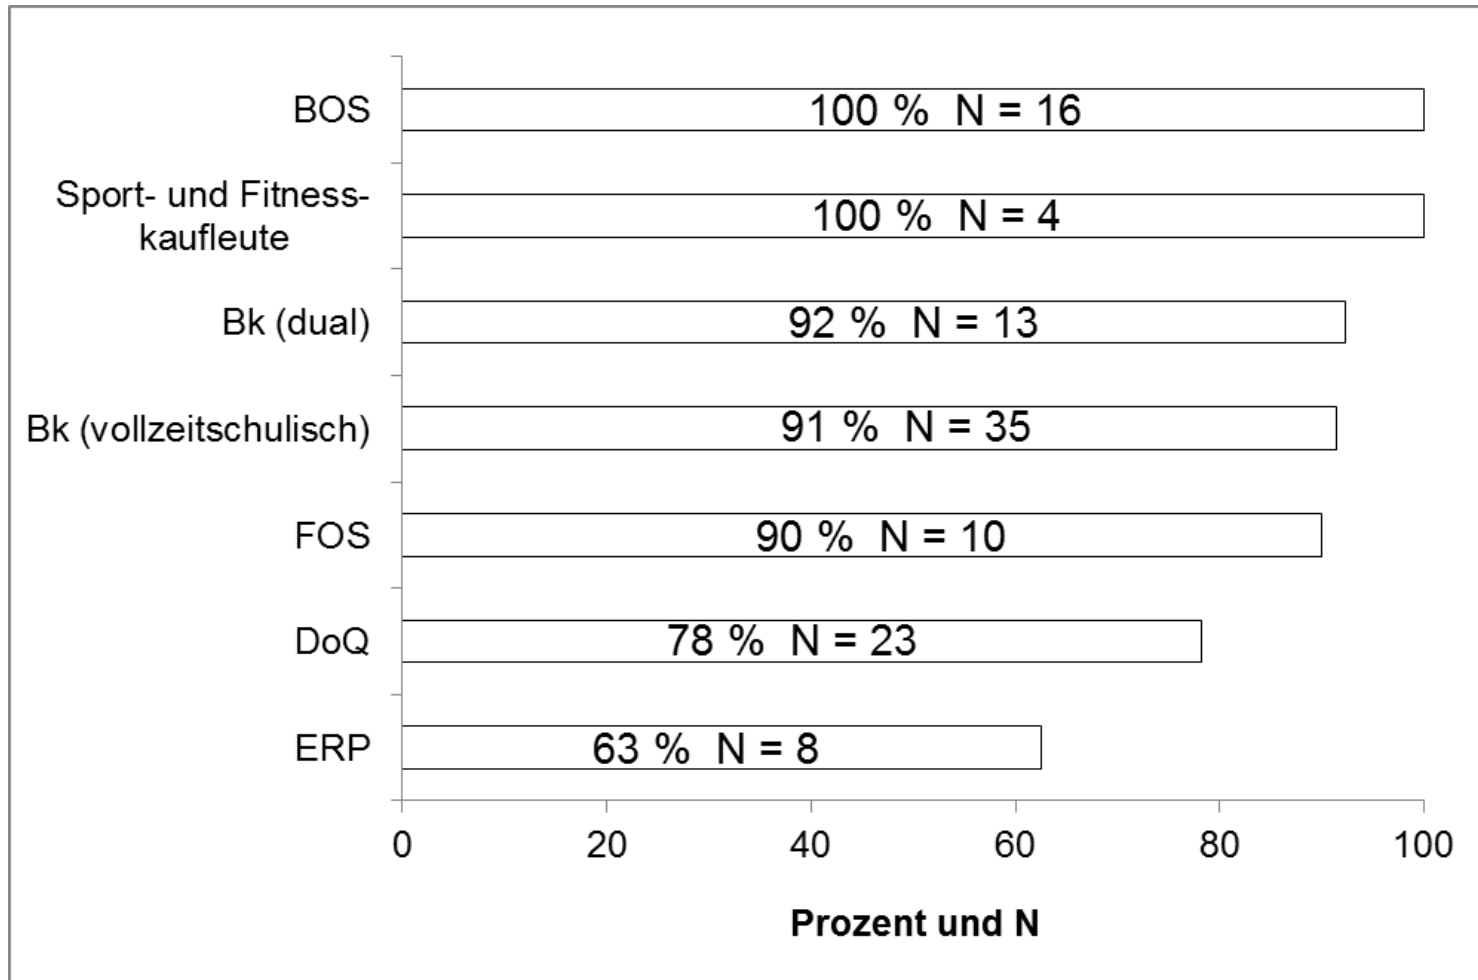 BOS
100 % N = 16
Sport- und Fitness-
kaufleute
100 % N = 4
Bk (dual)
92 % N = 13
Bk (vollzeitschulisch)
91 % N = 35
FOS
90 % N = 10
DoQ
78 % N = 23
ERP
63 % N = 8
0 20 40 60 80 100
Prozent und N